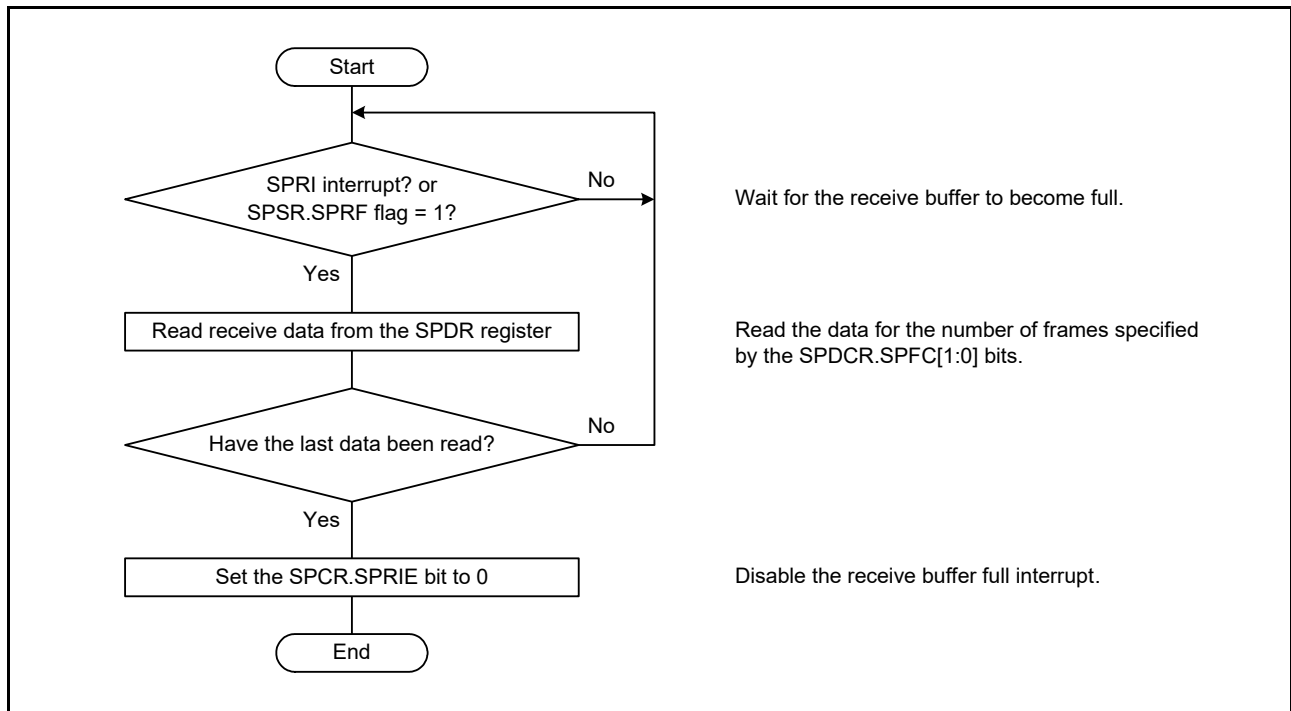 Start
SPRI interrupt? or
SPSR.SPRF flag = 1?
No
Wait for the receive buffer to become full.
Yes
Read receive data from the SPDR register
Read the data for the number of frames specified
by the SPDCR.SPFC[1:0] bits.
Have the last data been read?
No
Yes
Set the SPCR.SPRIE bit to 0
Disable the receive buffer full interrupt.
End